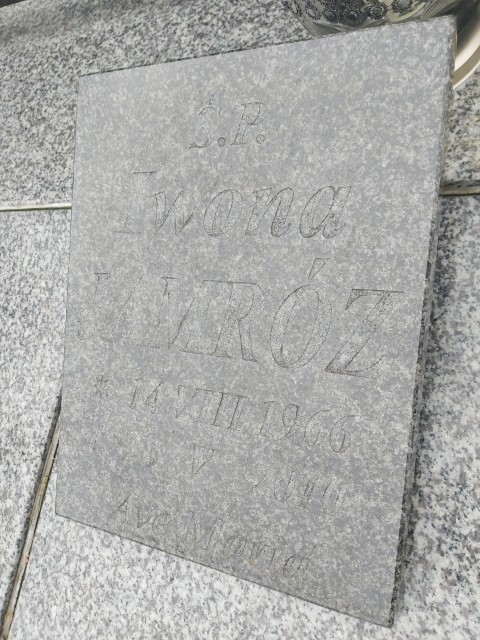 Ś.P.
Iwona
MRÓZ
* 14 VIII 1966
V
Ave Maria